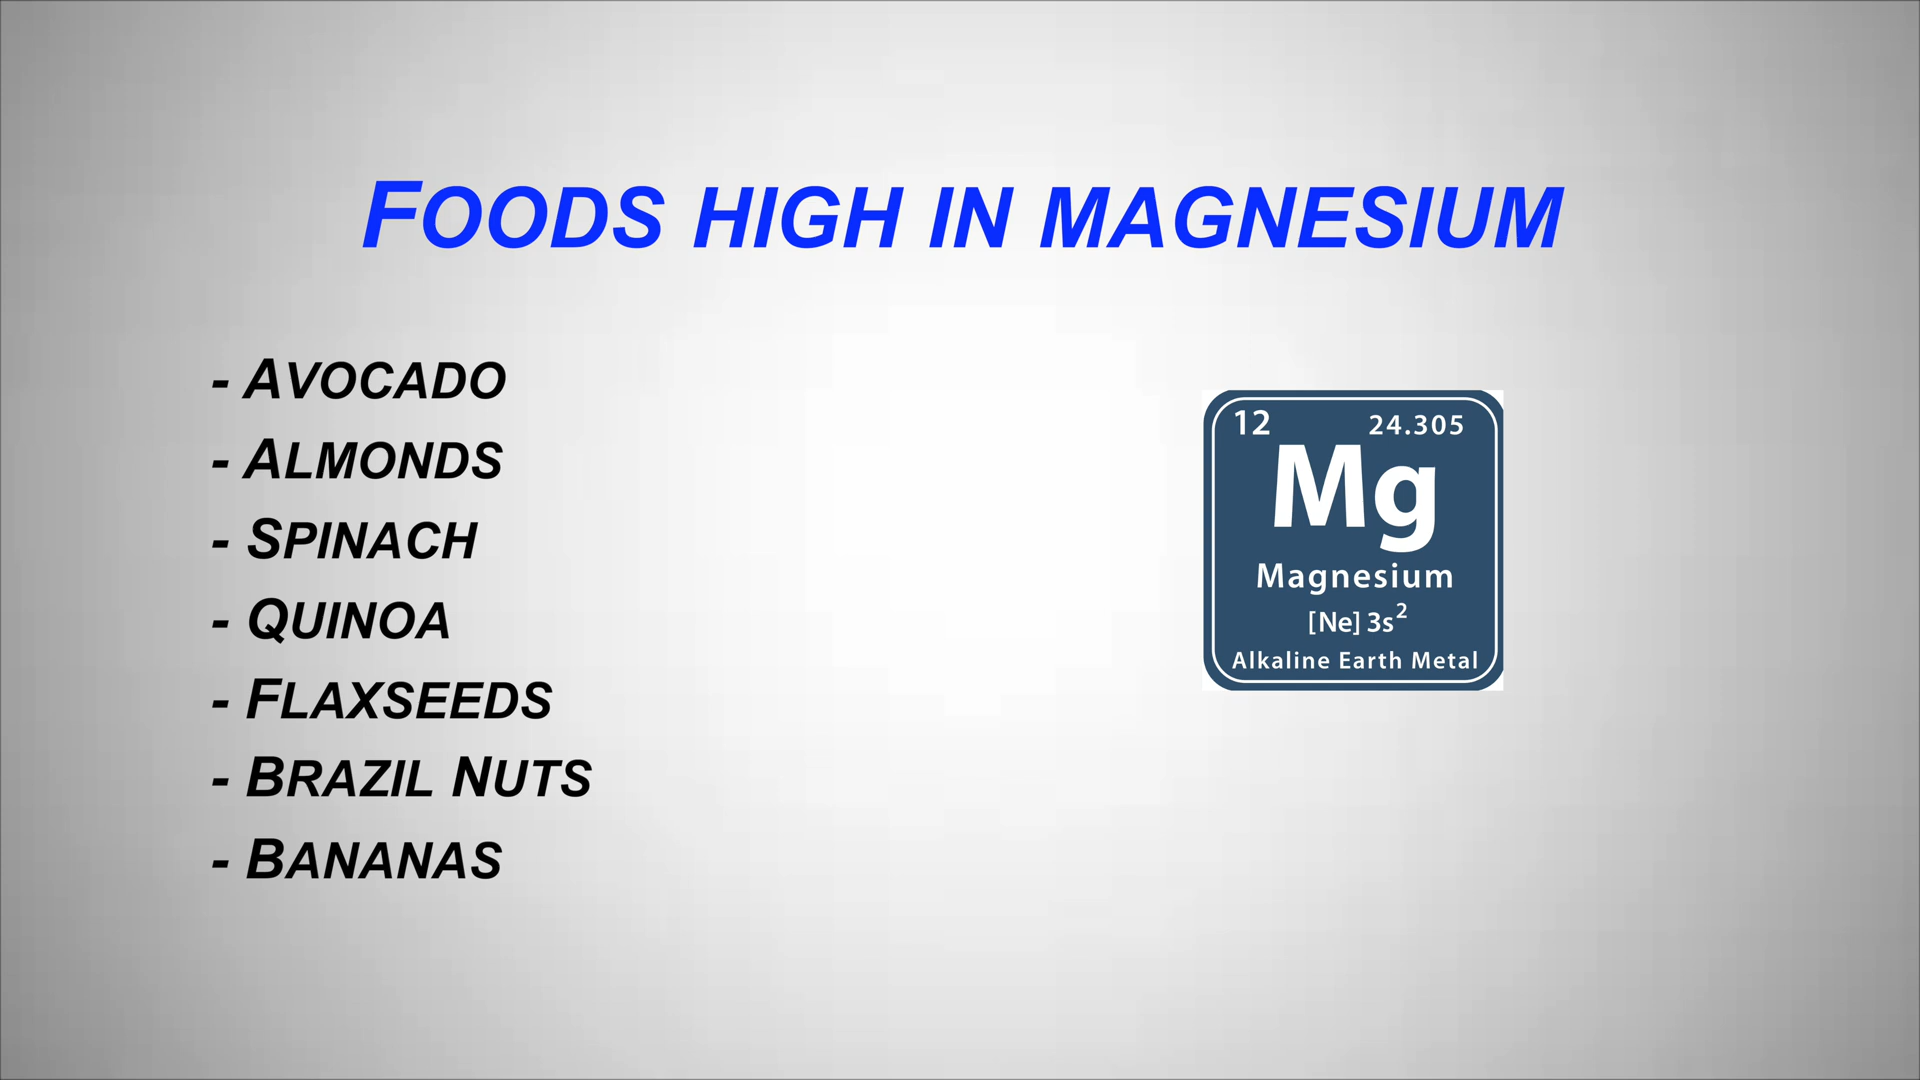 Foods high in magnesium
- Avocado
- Almonds
- Spinach
- Quinoa
- Flaxseeds
- Brazil Nuts
- Bananas
12 24.305
Mg
Magnesium
[Ne] 3s²
Alkaline Earth Metal